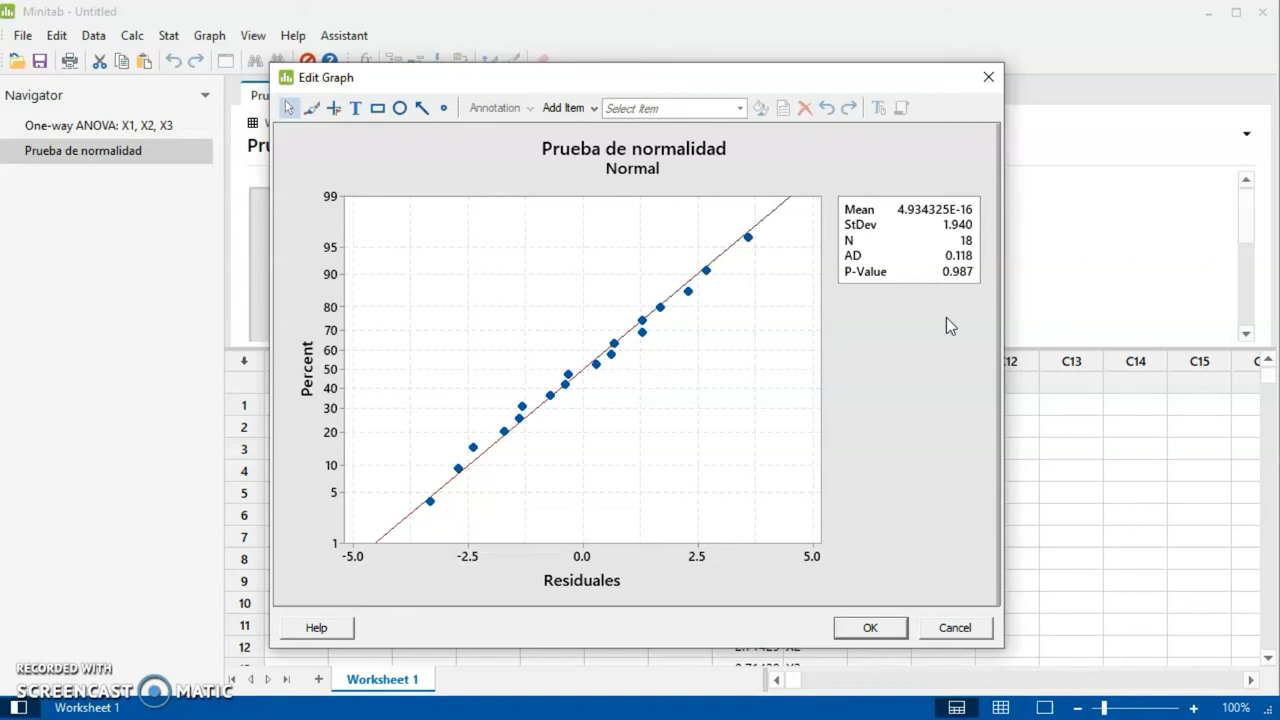 Minitab - Untitled
File Edit Data Calc Stat Graph View Help Assistant
Navigator
One-way ANOVA: X1, X2, X3
Prueba de normalidad
Edit Graph
Annotation Add Item Select Item
Prueba de normalidad
Normal
Mean 4.934325E-16
StDev 1.940
N 18
AD 0.118
P-Value 0.987
99
95
90
80
70
60
50
40
30
20
10
5
1
Percent
-5.0 -2.5 0.0 2.5 5.0
Residuales
Help OK Cancel
C13 C14 C15
1
2
3
4
5
6
7
8
9
10
11
12
RECORDED WITH
SCREENCAST MATIC
Worksheet 1
Worksheet 1
100%